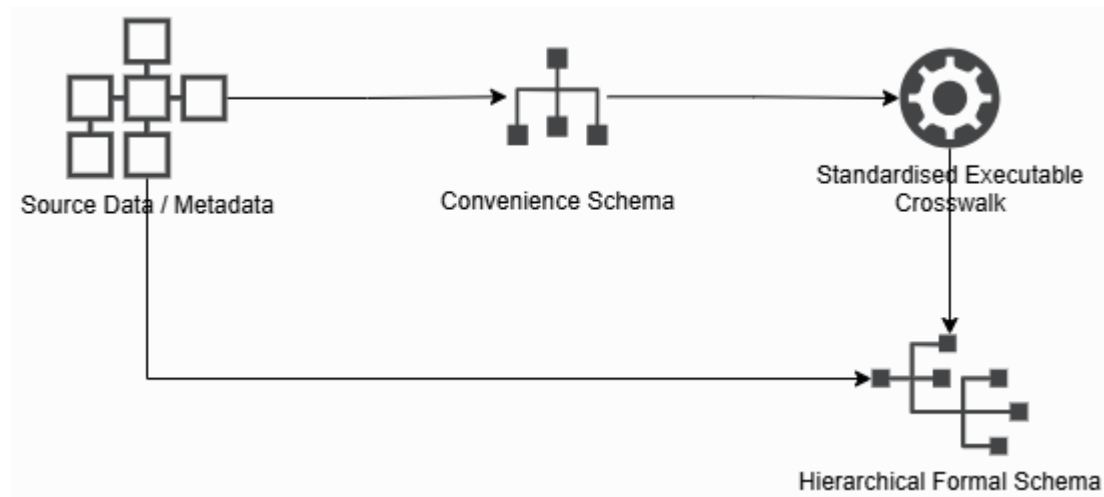 Source Data / Metadata
Convenience Schema
Standardised Executable
Crosswalk
Hierarchical Formal Schema